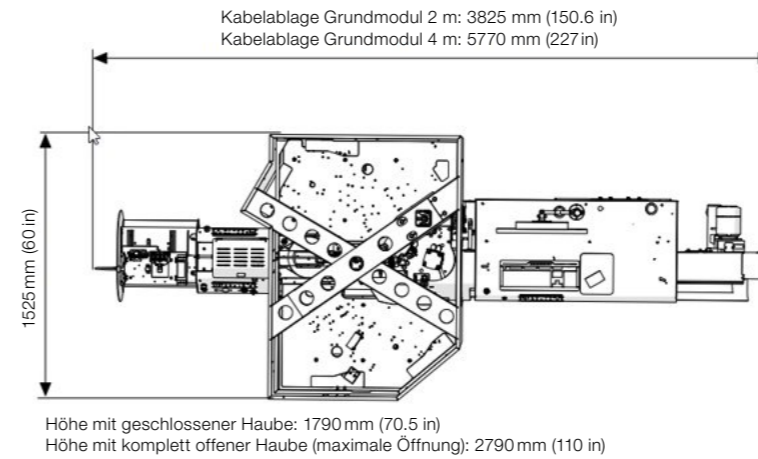 Kabelablage Grundmodul 2 m: 3825 mm (150.6 in)
Kabelablage Grundmodul 4 m: 5770 mm (227 in)
1525 mm (60 in)
Höhe mit geschlossener Haube: 1790 mm (70.5 in)
Höhe mit komplett offener Haube (maximale Öffnung): 2790 mm (110 in)